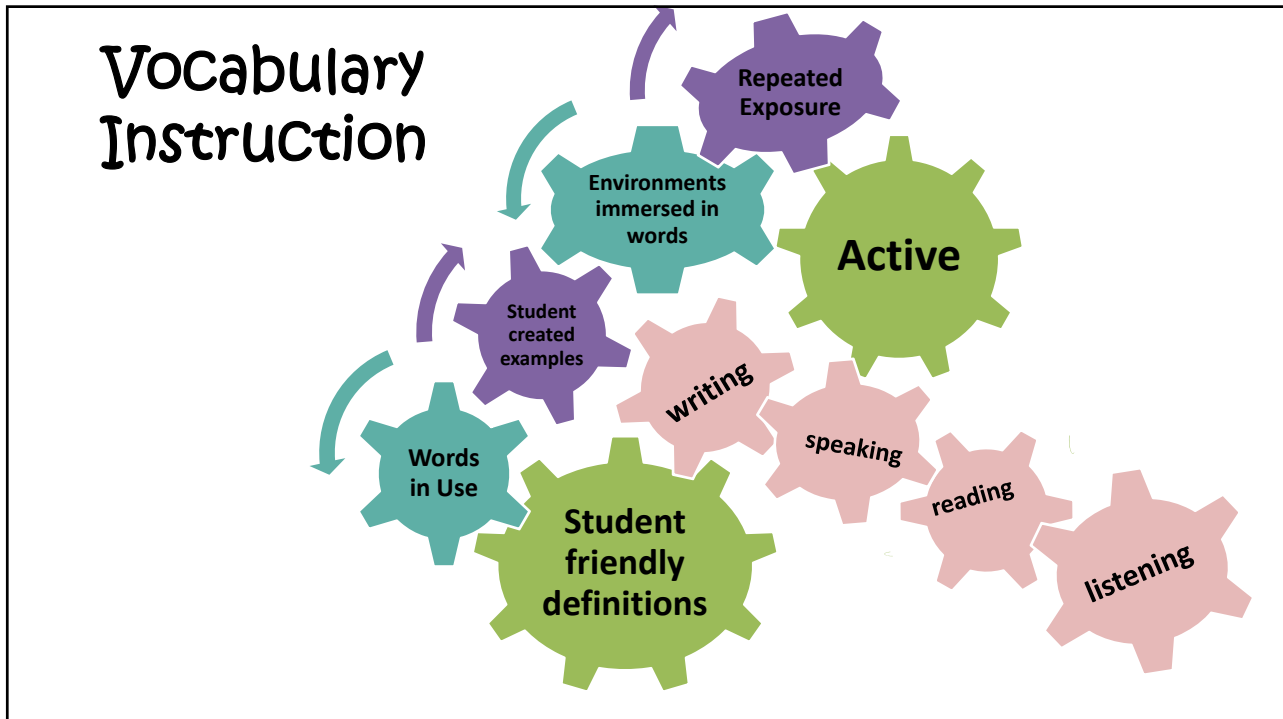 Vocabulary
Instruction
Repeated
Exposure
Environments
immersed in
words
Active
Student
created
examples
writing
speaking
Words
in Use
reading
Student
friendly
definitions
listening